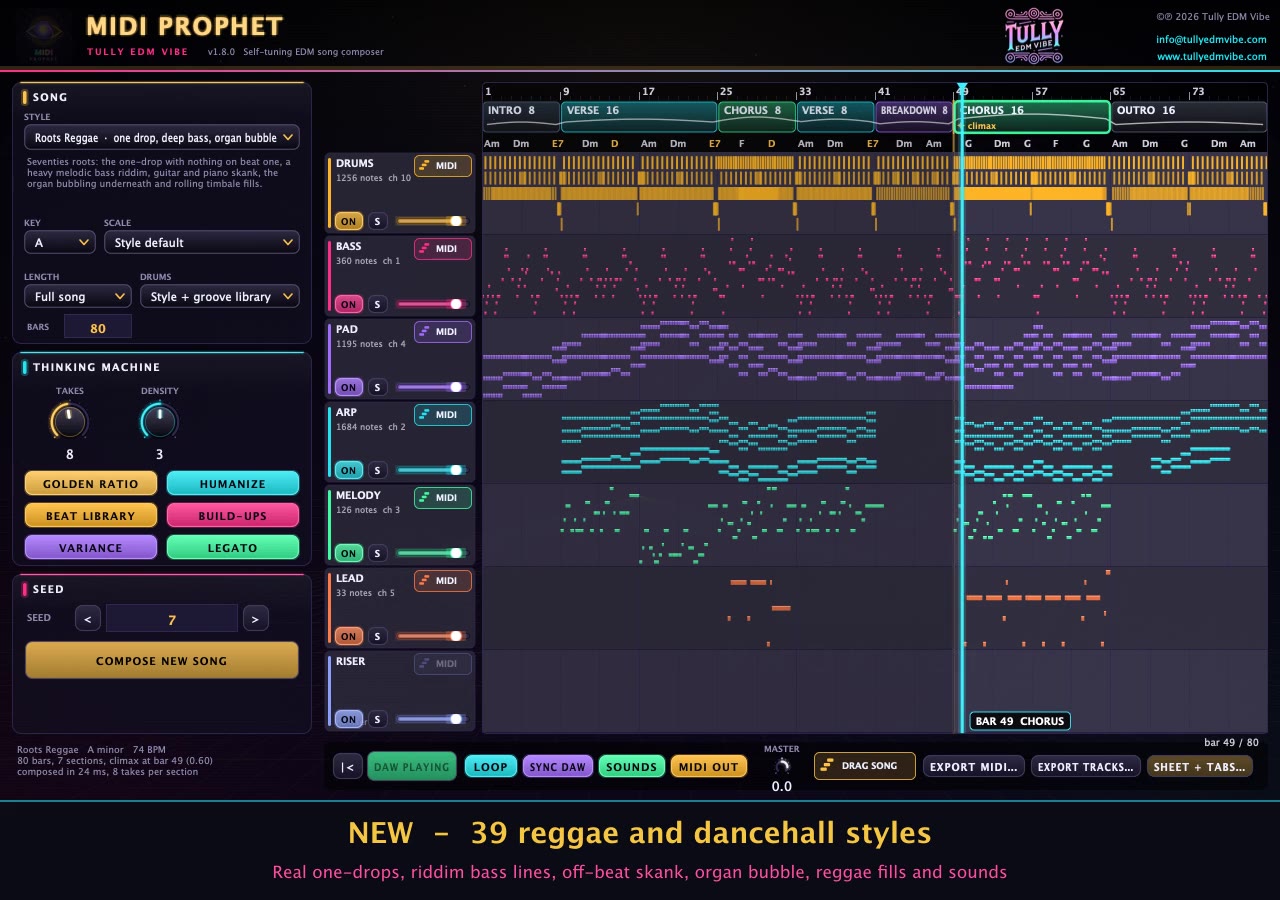 MIDI PROPHET
TULLY EDM VIBE v1.8.0 Self-tuning EDM song composer
TULLY
EDM VIBE
©℗ 2026 Tully EDM Vibe
info@tullyedmvibe.com
www.tullyedmvibe.com
SONG
STYLE
Roots Reggae · one drop, deep bass, organ bubble
Seventies roots: the one-drop with nothing on beat one, a
heavy melodic bass riddim, guitar and piano skank, the
organ bubbling underneath and rolling timbale fills.
KEY SCALE
A Style default
LENGTH DRUMS
Full song Style + groove library
BARS 80
THINKING MACHINE
TAKES DENSITY
8 3
GOLDEN RATIO HUMANIZE
BEAT LIBRARY BUILD-UPS
VARIANCE LEGATO
SEED
SEED < 7 >
COMPOSE NEW SONG
Roots Reggae A minor 74 BPM
80 bars, 7 sections, climax at bar 49 (0.60)
composed in 24 ms, 8 takes per section
1 9 17 25 33 41 49 57 65 73
INTRO 8 VERSE 16 CHORUS 8 VERSE 8 BREAKDOWN 8 CHORUS 16 OUTRO 16
climax
Am Dm E7 Dm D Am Dm E7 F D Am Dm E7 Dm Am G Dm G F G Am Dm G Dm Am
DRUMS MIDI
1256 notes ch 10
ON S
BASS MIDI
360 notes ch 1
ON S
PAD MIDI
1195 notes ch 4
ON S
ARP MIDI
1684 notes ch 2
ON S
MELODY MIDI
126 notes ch 3
ON S
LEAD MIDI
33 notes ch 5
ON S
RISER MIDI
ON S
BAR 49 CHORUS
bar 49 / 80
|< DAW PLAYING LOOP SYNC DAW SOUNDS MIDI OUT MASTER 0.0 DRAG SONG EXPORT MIDI... EXPORT TRACKS... SHEET + TABS...
NEW – 39 reggae and dancehall styles
Real one-drops, riddim bass lines, off-beat skank, organ bubble, reggae fills and sounds